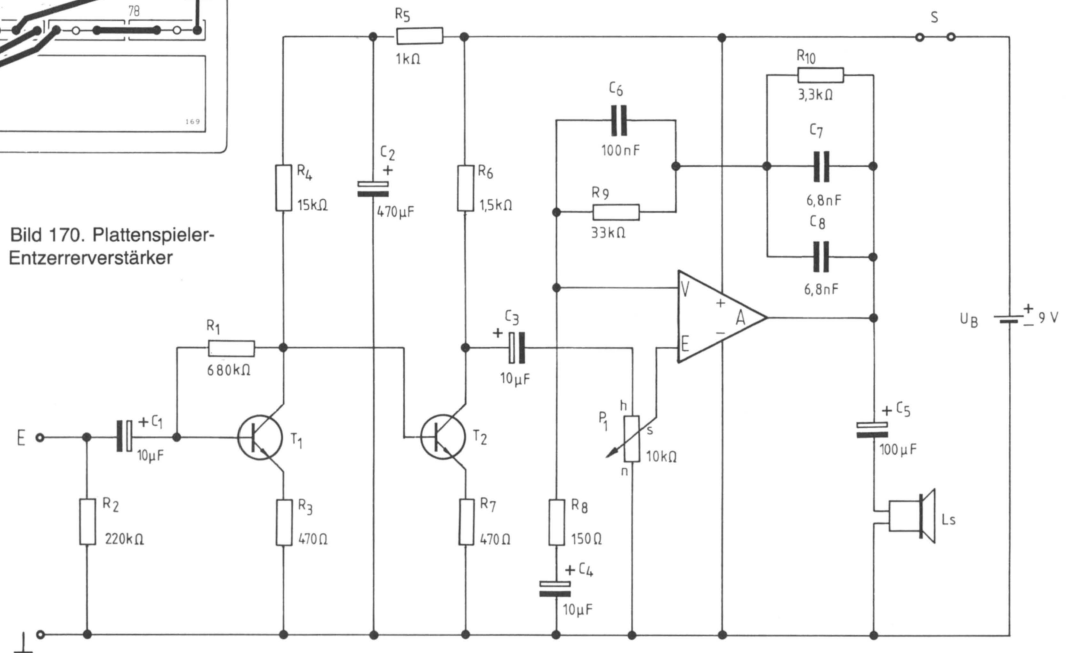 78
169
Bild 170. Plattenspieler-
Entzerrerverstärker
R5
1kΩ
S
R10
3,3kΩ
C6
100nF
C7
6,8nF
C2
+
470µF
R4
15kΩ
R6
1,5kΩ
R9
33kΩ
C8
6,8nF
V
+
A
−
E
UB
+
−
9 V
R1
680kΩ
+
C3
10µF
h
P1
s
10kΩ
n
+
C5
100µF
E
+
C1
10µF
T1
T2
R2
220kΩ
R3
470Ω
R7
470Ω
R8
150Ω
Ls
+
C4
10µF